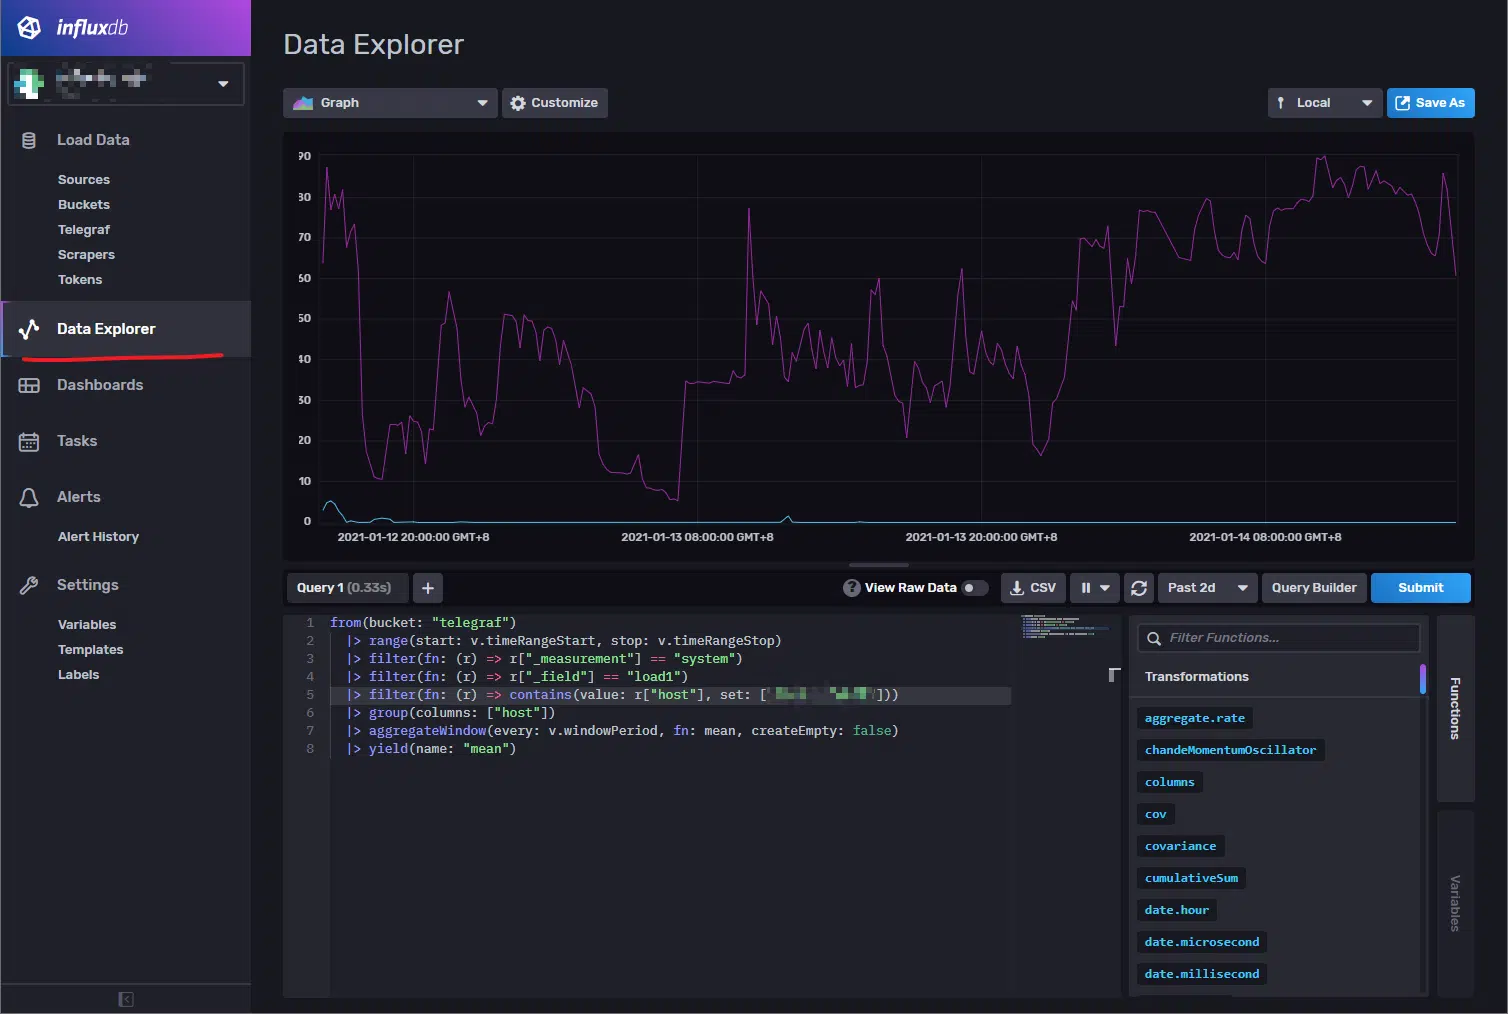 influxdb
Load Data
Sources
Buckets
Telegraf
Scrapers
Tokens
Data Explorer
Dashboards
Tasks
Alerts
Alert History
Settings
Variables
Templates
Labels
Data Explorer
Graph
Customize
Local
Save As
90
80
70
60
50
40
30
20
10
0
2021-01-12 20:00:00 GMT+8
2021-01-13 08:00:00 GMT+8
2021-01-13 20:00:00 GMT+8
2021-01-14 08:00:00 GMT+8
Query 1 (0.33s)
+
? View Raw Data
CSV
Past 2d
Query Builder
Submit
1 from(bucket: "telegraf")
2 |> range(start: v.timeRangeStart, stop: v.timeRangeStop)
3 |> filter(fn: (r) => r["_measurement"] == "system")
4 |> filter(fn: (r) => r["_field"] == "load1")
5 |> filter(fn: (r) => contains(value: r["host"], set: [ ]))
6 |> group(columns: ["host"])
7 |> aggregateWindow(every: v.windowPeriod, fn: mean, createEmpty: false)
8 |> yield(name: "mean")
Filter Functions...
Transformations
aggregate.rate
chandeMomentumOscillator
columns
cov
covariance
cumulativeSum
date.hour
date.microsecond
date.millisecond
Functions
Variables